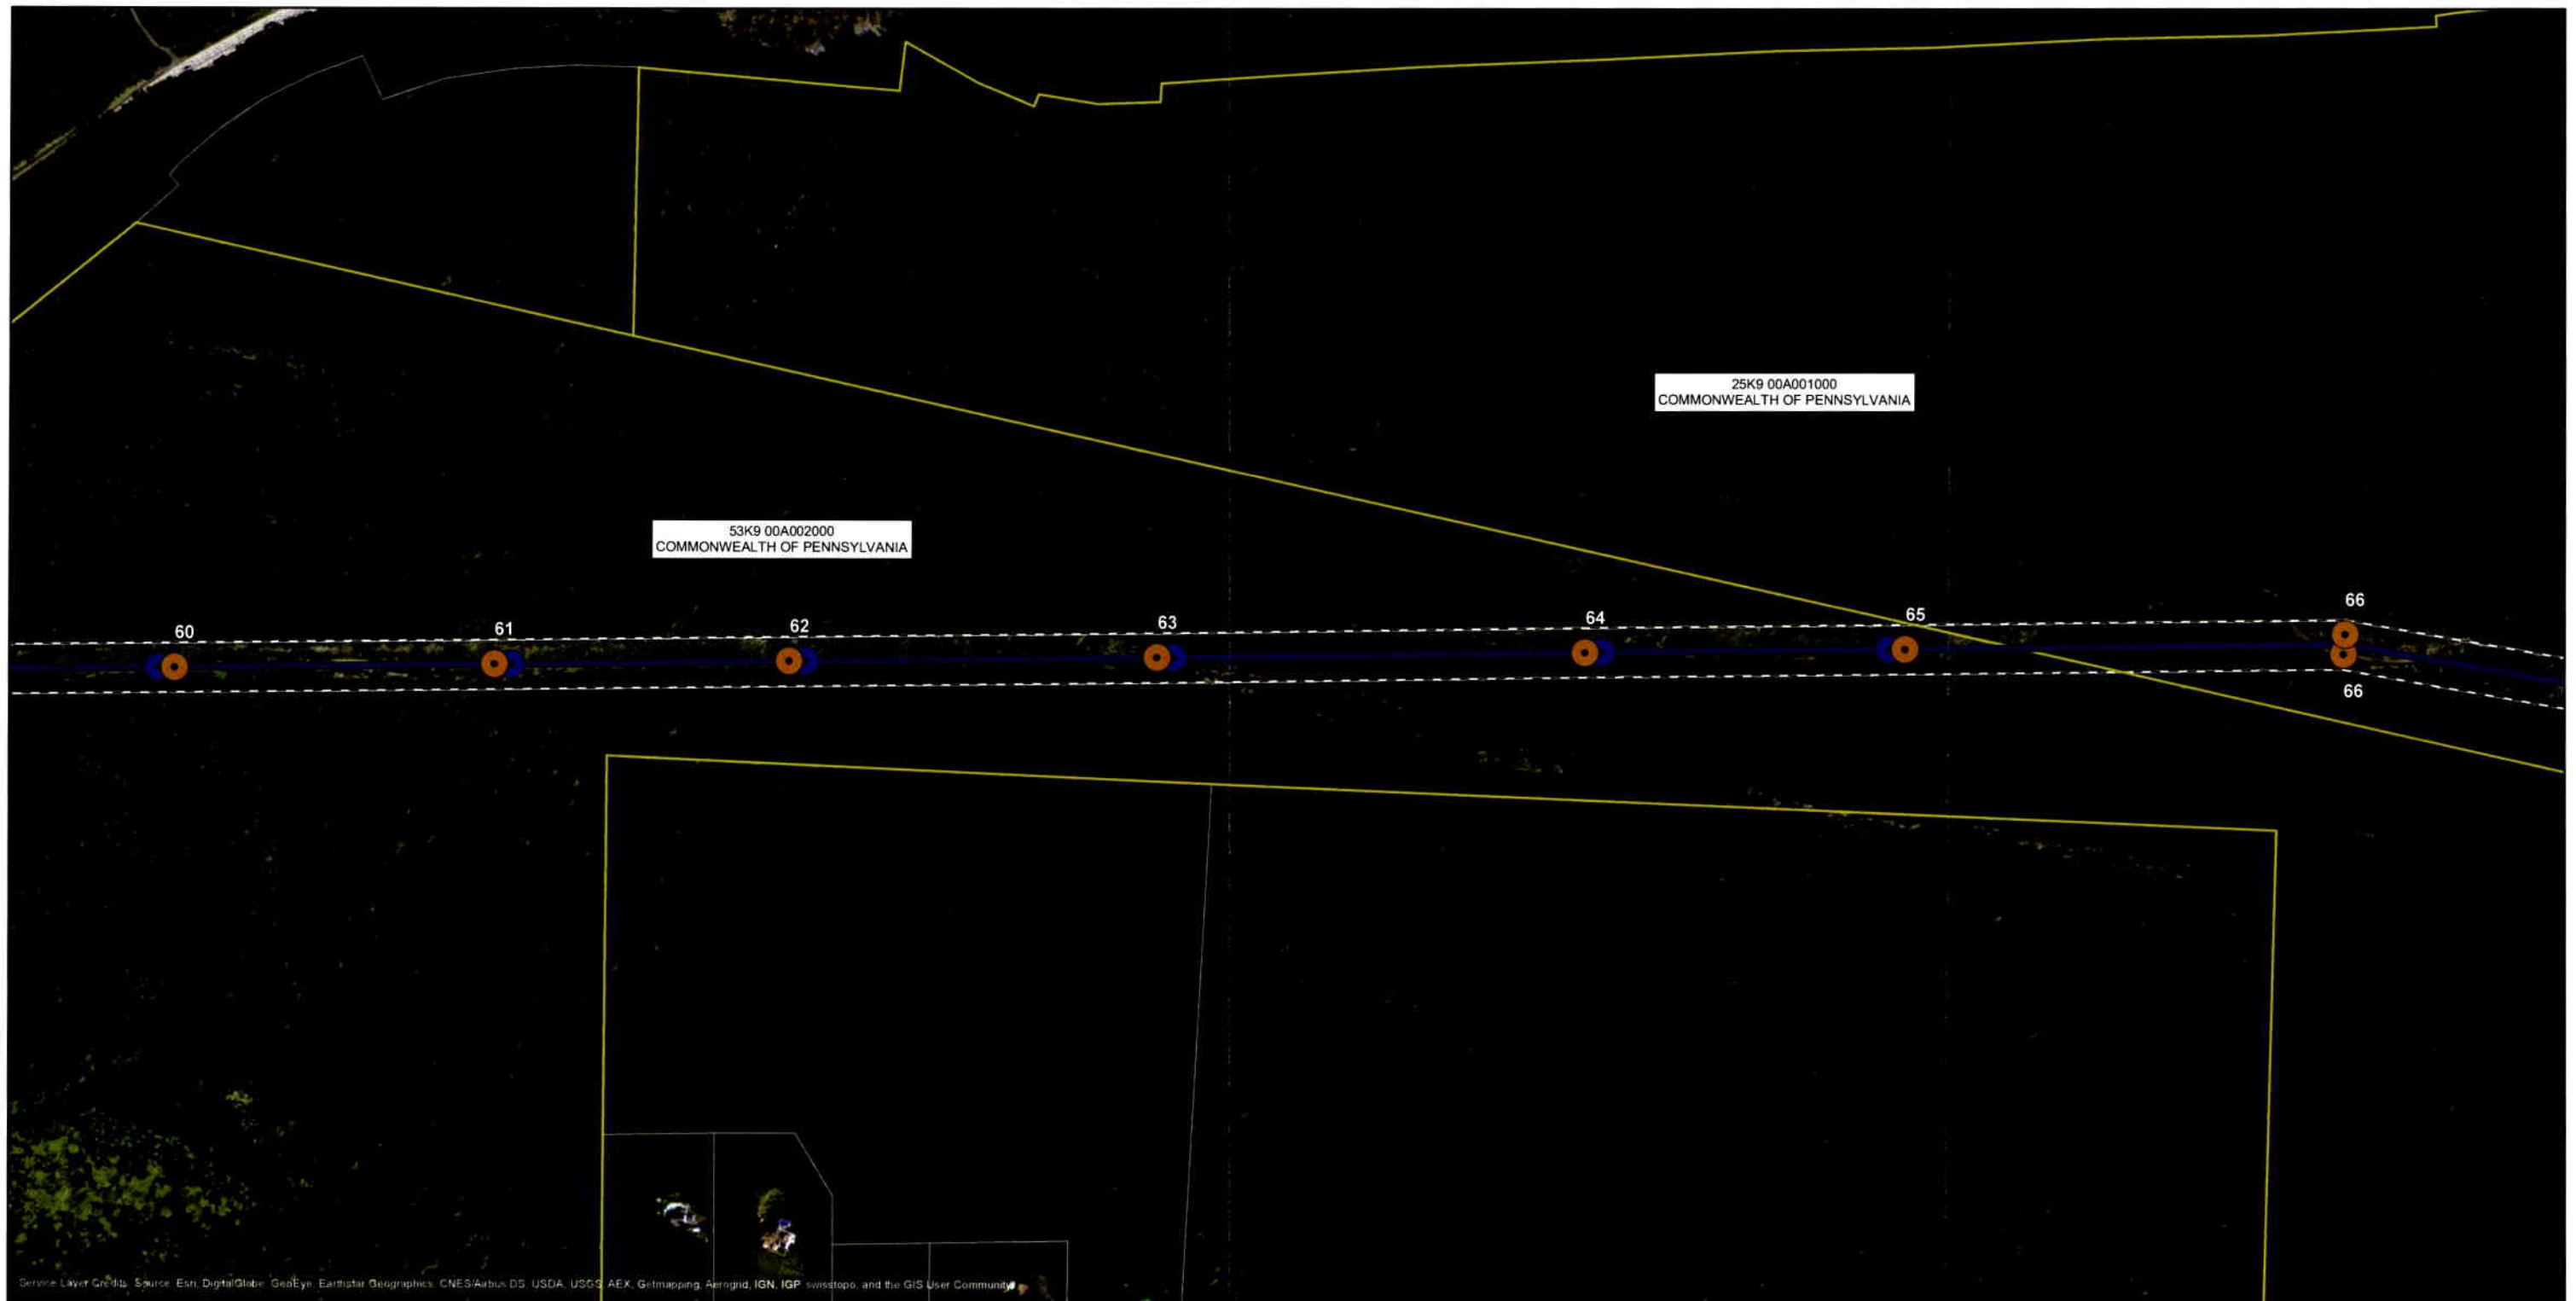 25K9 00A001000
COMMONWEALTH OF PENNSYLVANIA
53K9 00A002000
COMMONWEALTH OF PENNSYLVANIA
60
61
62
63
64
65
66
66
Service Layer Credits: Source: Esri, DigitalGlobe, GeoEye, Earthstar Geographics, CNES/Airbus DS, USDA, USGS, AEX, Getmapping, Aerogrid, IGN, IGP, swisstopo, and the GIS User Community